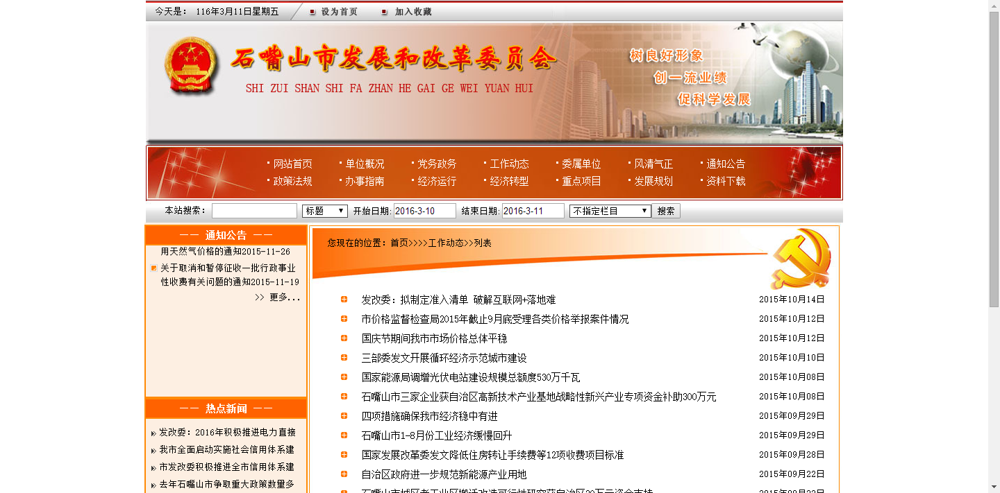 今天是： 116年3月11日星期五
设为首页
加入收藏
石嘴山市发展和改革委员会
SHI ZUI SHAN SHI FA ZHAN HE GAI GE WEI YUAN HUI
树良好形象
创一流业绩
促科学发展
网站首页 单位概况 党务政务 工作动态 委属单位 风清气正 通知公告
政策法规 办事指南 经济运行 经济转型 重点项目 发展规划 资料下载
本站搜索： 标题 开始日期: 2016-3-10 结束日期: 2016-3-11 不指定栏目 搜索
一一 通知公告 一一
用天然气价格的通知2015-11-26
关于取消和暂停征收一批行政事业
性收费有关问题的通知2015-11-19
>> 更多...
一一 热点新闻 一一
发改委：2016年积极推进电力直接
我市全面启动实施社会信用体系建
市发改委积极推进全市信用体系建
去年石嘴山市争取重大政策数量多
您现在的位置：首页>>>>工作动态>>列表
发改委：拟制定准入清单 破解互联网+落地难 2015年10月14日
市价格监督检查局2015年截止9月底受理各类价格举报案件情况 2015年10月12日
国庆节期间我市市场价格总体平稳 2015年10月12日
三部委发文开展循环经济示范城市建设 2015年10月10日
国家能源局调增光伏电站建设规模总额度530万千瓦 2015年10月08日
石嘴山市三家企业获自治区高新技术产业基地战略性新兴产业专项资金补助300万元 2015年10月08日
四项措施确保我市经济稳中有进 2015年09月29日
石嘴山市1-8月份工业经济缓慢回升 2015年09月29日
国家发展改革委发文降低住房转让手续费等12项收费项目标准 2015年09月28日
自治区政府进一步规范新能源产业用地 2015年09月22日